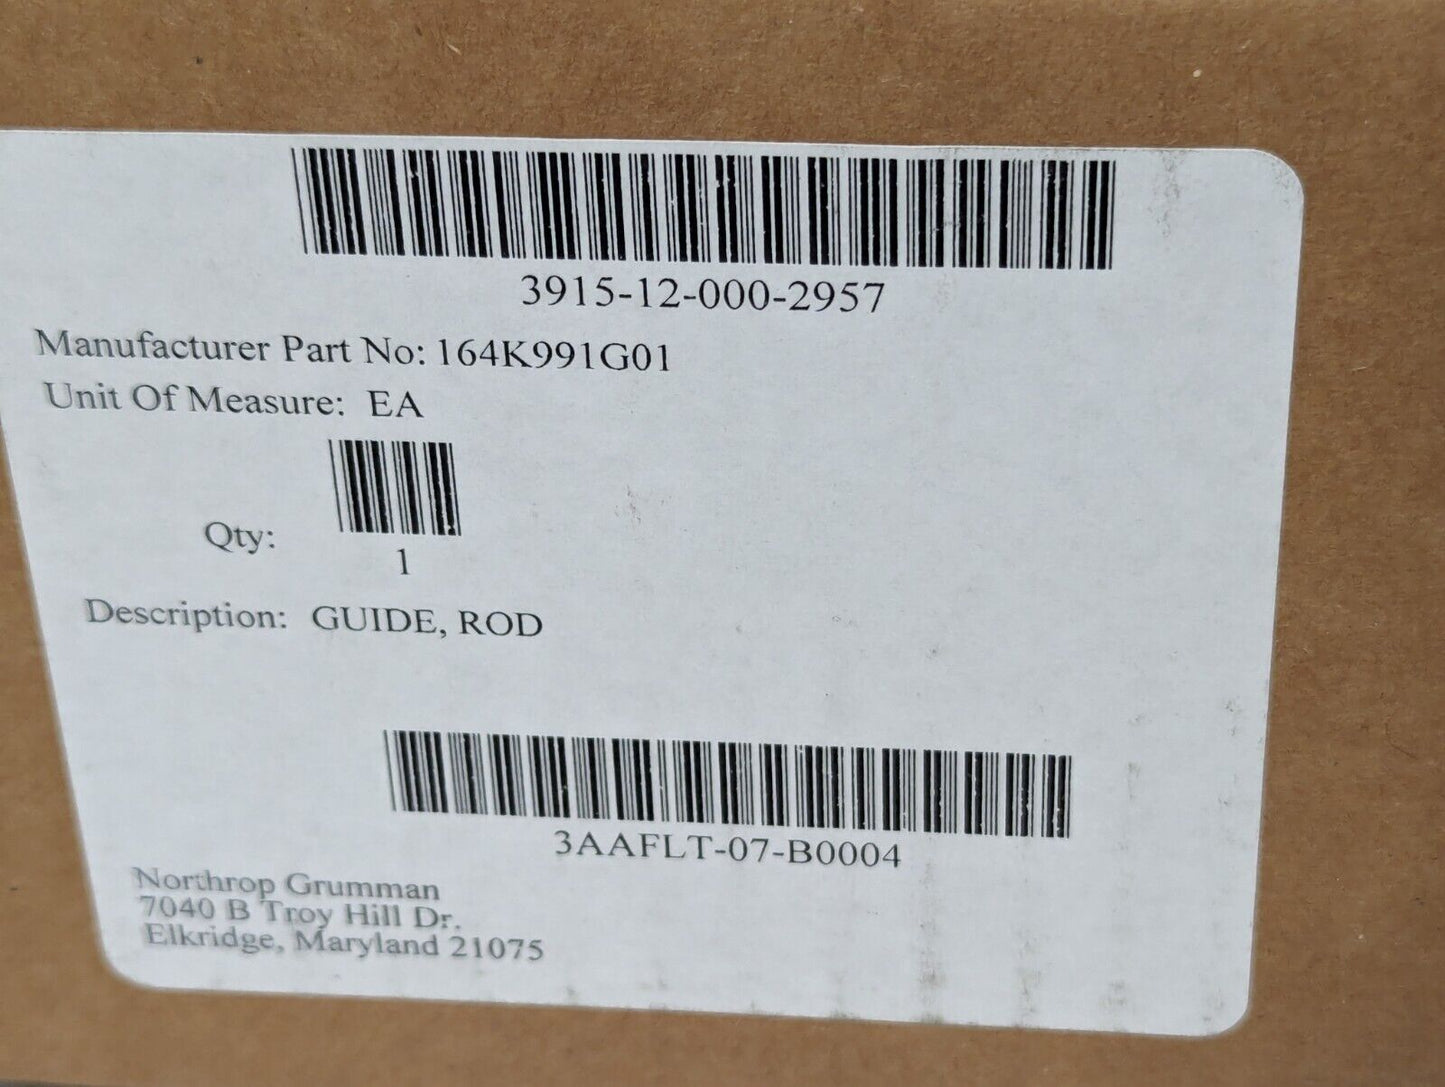 3915-12-000-2957
Manufacturer Part No: 164K991G01
Unit Of Measure: EA
Qty:
1
Description: GUIDE, ROD
3AAFLT-07-B0004
Northrop Grumman
7040 B Troy Hill Dr.
Elkridge, Maryland 21075